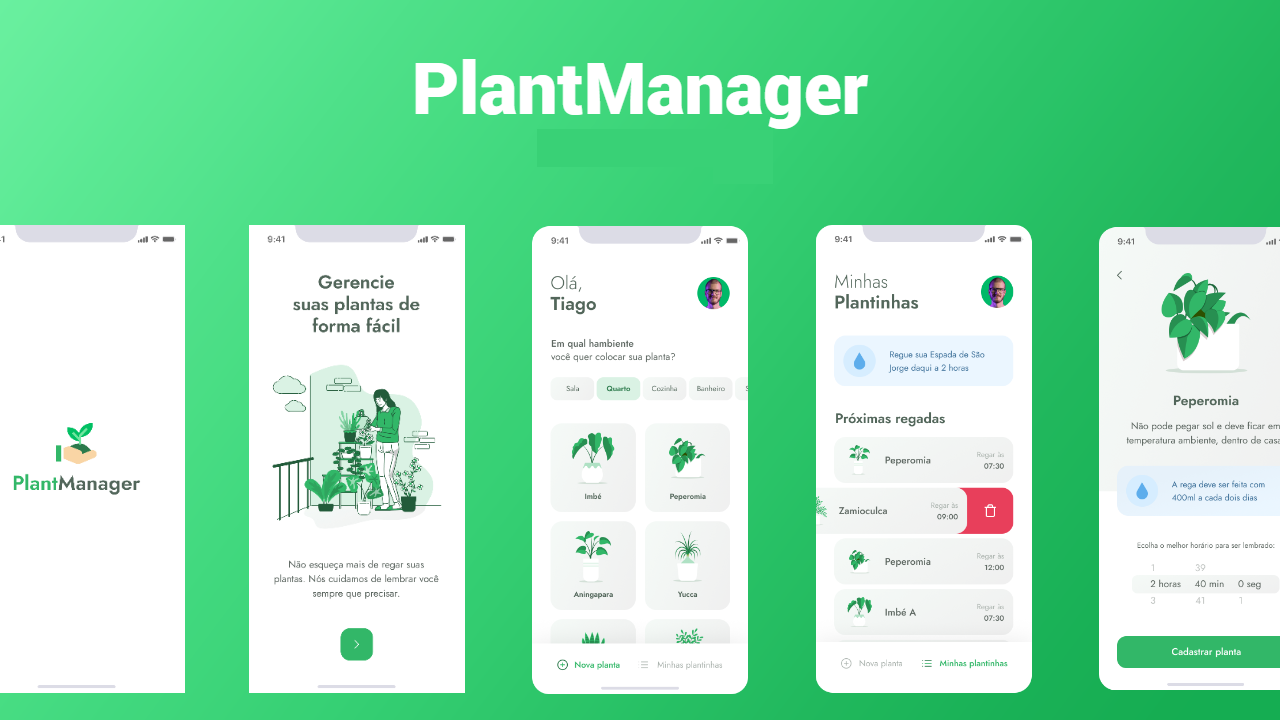 PlantManager
PlantManager
9:41
Gerencie
suas plantas de
forma fácil
Não esqueça mais de regar suas
plantas. Nós cuidamos de lembrar você
sempre que precisar.
9:41
Olá,
Tiago
Em qual hambiente
você quer colocar sua planta?
Sala Quarto Cozinha Banheiro
Imbé Peperomia
Aningapara Yucca
Nova planta Minhas plantinhas
9:41
Minhas
Plantinhas
Regue sua Espada de São
Jorge daqui a 2 horas
Próximas regadas
Peperomia Regar às
07:30
Zamioculca Regar às
09:00
Peperomia Regar às
12:00
Imbé A Regar às
07:30
Nova planta Minhas plantinhas
9:41
Peperomia
Não pode pegar sol e deve ficar em
temperatura ambiente, dentro de
A rega deve ser feita com
400ml a cada dois dias
Ecolha o melhor horário para ser lembrado:
1 39
2 horas 40 min 0 seg
3 41 1
Cadastrar planta